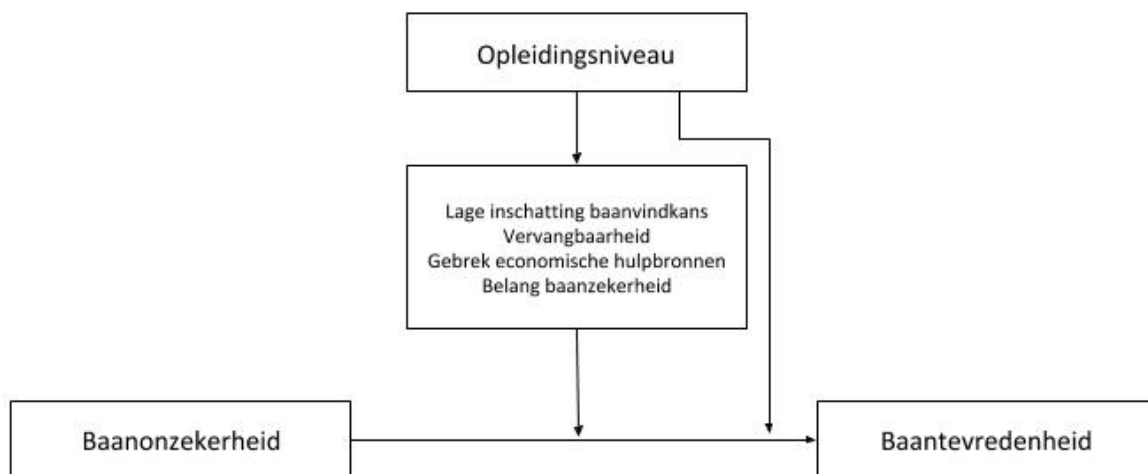 Opleidingsniveau
Lage inschatting baanvindkans
Vervangbaarheid
Gebrek economische hulpbronnen
Belang baanzekerheid
Baanonzekerheid
Baantevredenheid